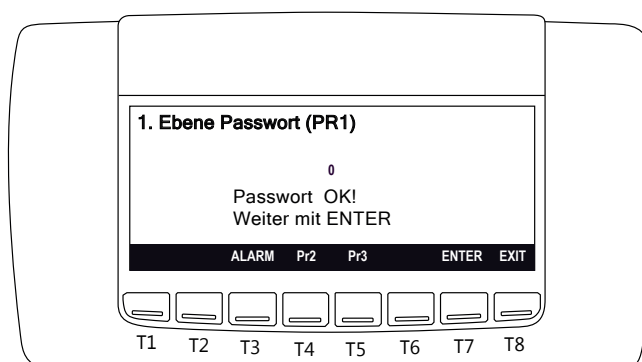 1. Ebene Passwort (PR1)
0
Passwort OK!
Weiter mit ENTER
ALARM Pr2 Pr3 ENTER EXIT
T1 T2 T3 T4 T5 T6 T7 T8